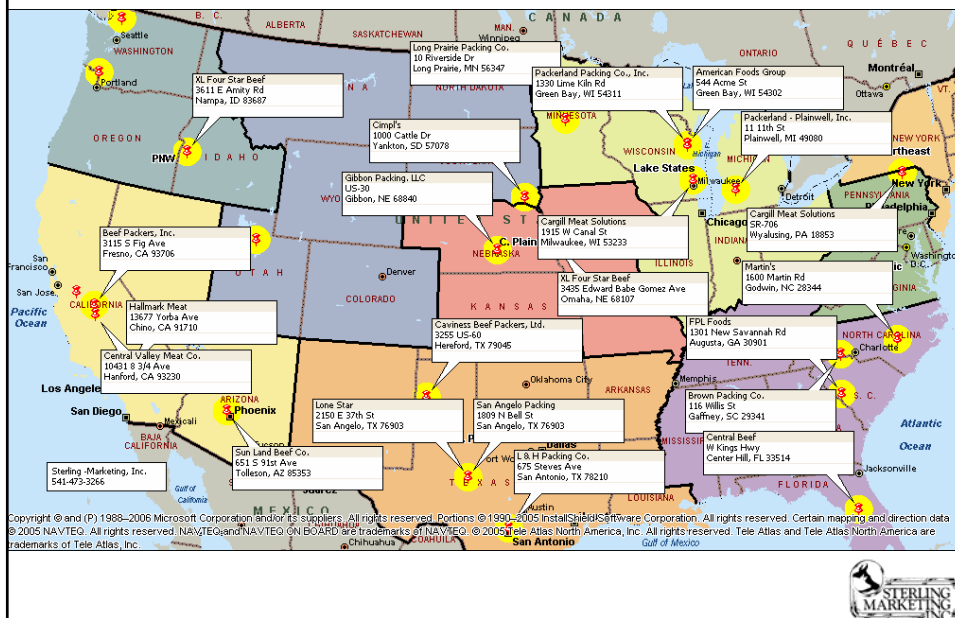 CANADA
B. C.
ALBERTA
SASKATCHEWAN
MAN.
Winnipeg
ONTARIO
QUÉBEC
Montréal
Ottawa
VT.
Seattle
WASHINGTON
Portland
OREGON
IDAHO
PNW
NORTH DAKOTA
MINNESOTA
WISCONSIN
Michigan
Lake States
Milwaukee
Detroit
Chicago
NEW YORK
New York
PENNSYLVANIA
Philadelphia
Washington
D.C.
Long Prairie Packing Co.
10 Riverside Dr
Long Prairie, MN 56347
Packerland Packing Co., Inc.
1330 Lime Kiln Rd
Green Bay, WI 54311
American Foods Group
544 Acme St
Green Bay, WI 54302
XL Four Star Beef
3611 E Amity Rd
Nampa, ID 83687
Packerland - Plainwell, Inc.
11 11th St
Plainwell, MI 49080
Cimpl's
1000 Cattle Dr
Yankton, SD 57078
Gibbon Packing, LLC
US-30
Gibbon, NE 68840
Cargill Meat Solutions
1915 W Canal St
Milwaukee, WI 53233
Cargill Meat Solutions
SR-706
Wyalusing, PA 18853
Beef Packers, Inc.
3115 S Fig Ave
Fresno, CA 93706
XL Four Star Beef
3435 Edward Babe Gomez Ave
Omaha, NE 68107
Martin's
1600 Martin Rd
Godwin, NC 28344
Hallmark Meat
13677 Yorba Ave
Chino, CA 91710
Caviness Beef Packers, Ltd.
3255 US-60
Hereford, TX 79045
FPL Foods
1301 New Savannah Rd
Augusta, GA 30901
Central Valley Meat Co.
10431 8 3/4 Ave
Hanford, CA 93230
Brown Packing Co.
116 Willis St
Gaffney, SC 29341
Lone Star
2150 E 37th St
San Angelo, TX 76903
San Angelo Packing
1809 N Bell St
San Angelo, TX 76903
Central Beef
W Kings Hwy
Center Hill, FL 33514
Sun Land Beef Co.
651 S 91st Ave
Tolleson, AZ 85353
L & H Packing Co.
675 Steves Ave
San Antonio, TX 78210
Sterling -Marketing, Inc.
541-473-3266
San
Francisco
San Jose
Pacific
Ocean
CALIFORNIA
UTAH
Denver
COLORADO
NEBRASKA
C. Plain
KANSAS
ILLINOIS
Los Angele
San Diego
Mexicali
BAJA
CALIFORNIA
ARIZONA
Phoenix
Oklahoma City
ARKANSAS
Memphis
TENN.
NORTH CAROLINA
Charlotte
S. C.
Atlantic
Ocean
Jacksonville
FLORIDA
LOUISIANA
TEXAS
San Antonio
Gulf of
California
MEXICO
Chihuahua
COAHUILA
Gulf of Mexico
Copyright © and (P) 1988–2006 Microsoft Corporation and/or its suppliers. All rights reserved. Portions © 1990–2005 InstallShield Software Corporation. All rights reserved. Certain mapping and direction data
© 2005 NAVTEQ. All rights reserved. NAVTEQ and NAVTEQ ON BOARD are trademarks of NAVTEQ. © 2005 Tele Atlas North America, Inc. All rights reserved. Tele Atlas and Tele Atlas North America are
trademarks of Tele Atlas, Inc.
STERLING
MARKETING
INC